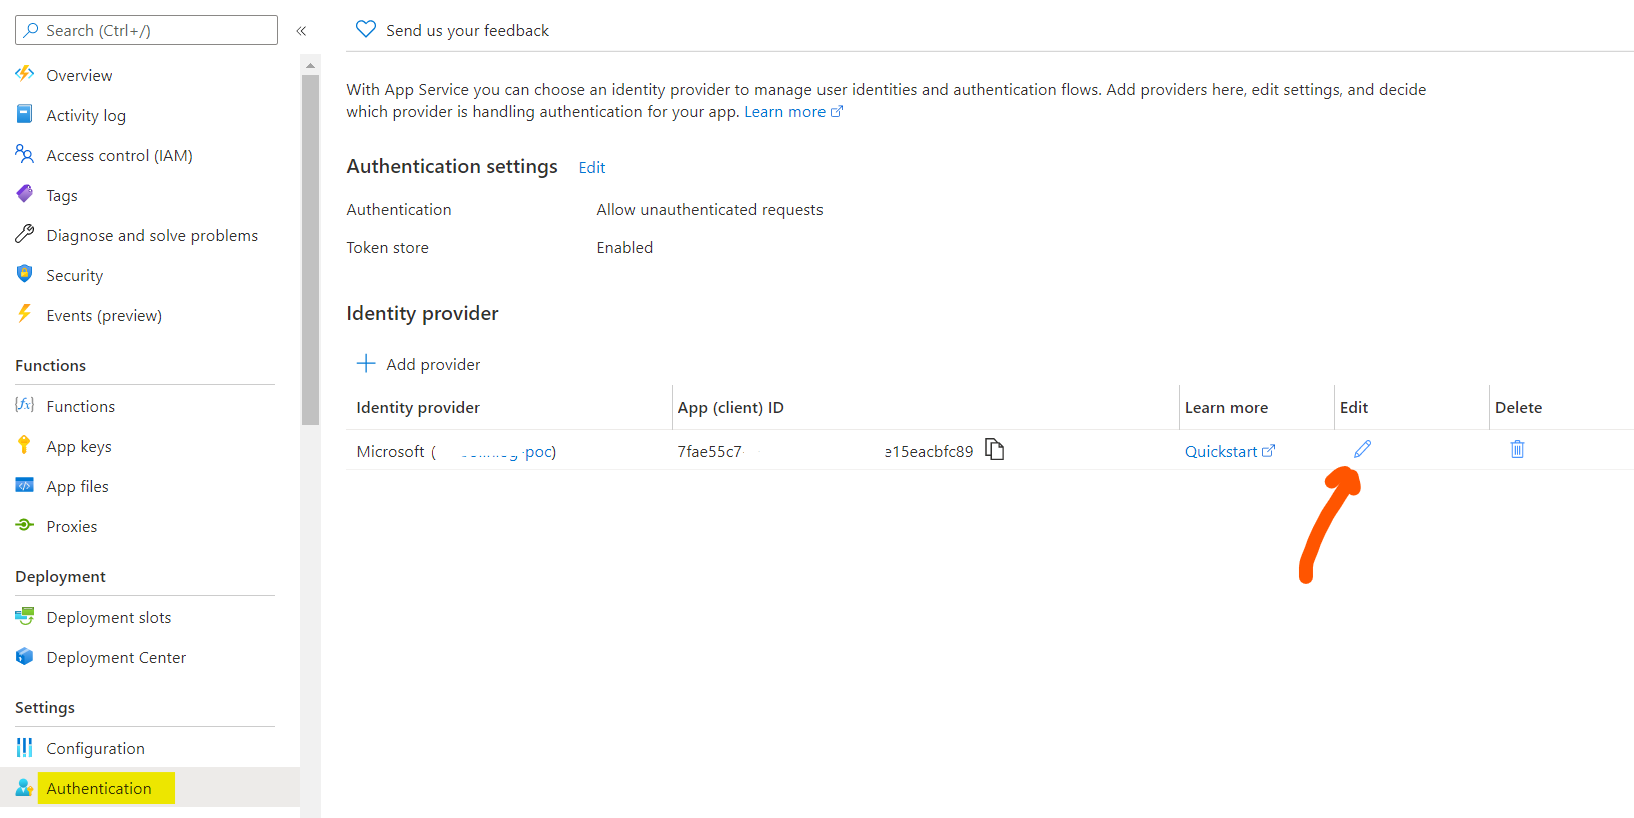 Search (Ctrl+/)
«
Overview
Activity log
Access control (IAM)
Tags
Diagnose and solve problems
Security
Events (preview)
Functions
Functions
App keys
App files
Proxies
Deployment
Deployment slots
Deployment Center
Settings
Configuration
Authentication
Send us your feedback
With App Service you can choose an identity provider to manage user identities and authentication flows. Add providers here, edit settings, and decide
which provider is handling authentication for your app. Learn more
Authentication settings Edit
Authentication Allow unauthenticated requests
Token store Enabled
Identity provider
Add provider
Identity provider App (client) ID Learn more Edit Delete
Microsoft ( -poc) 7fae55c7 e15eacbfc89 Quickstart